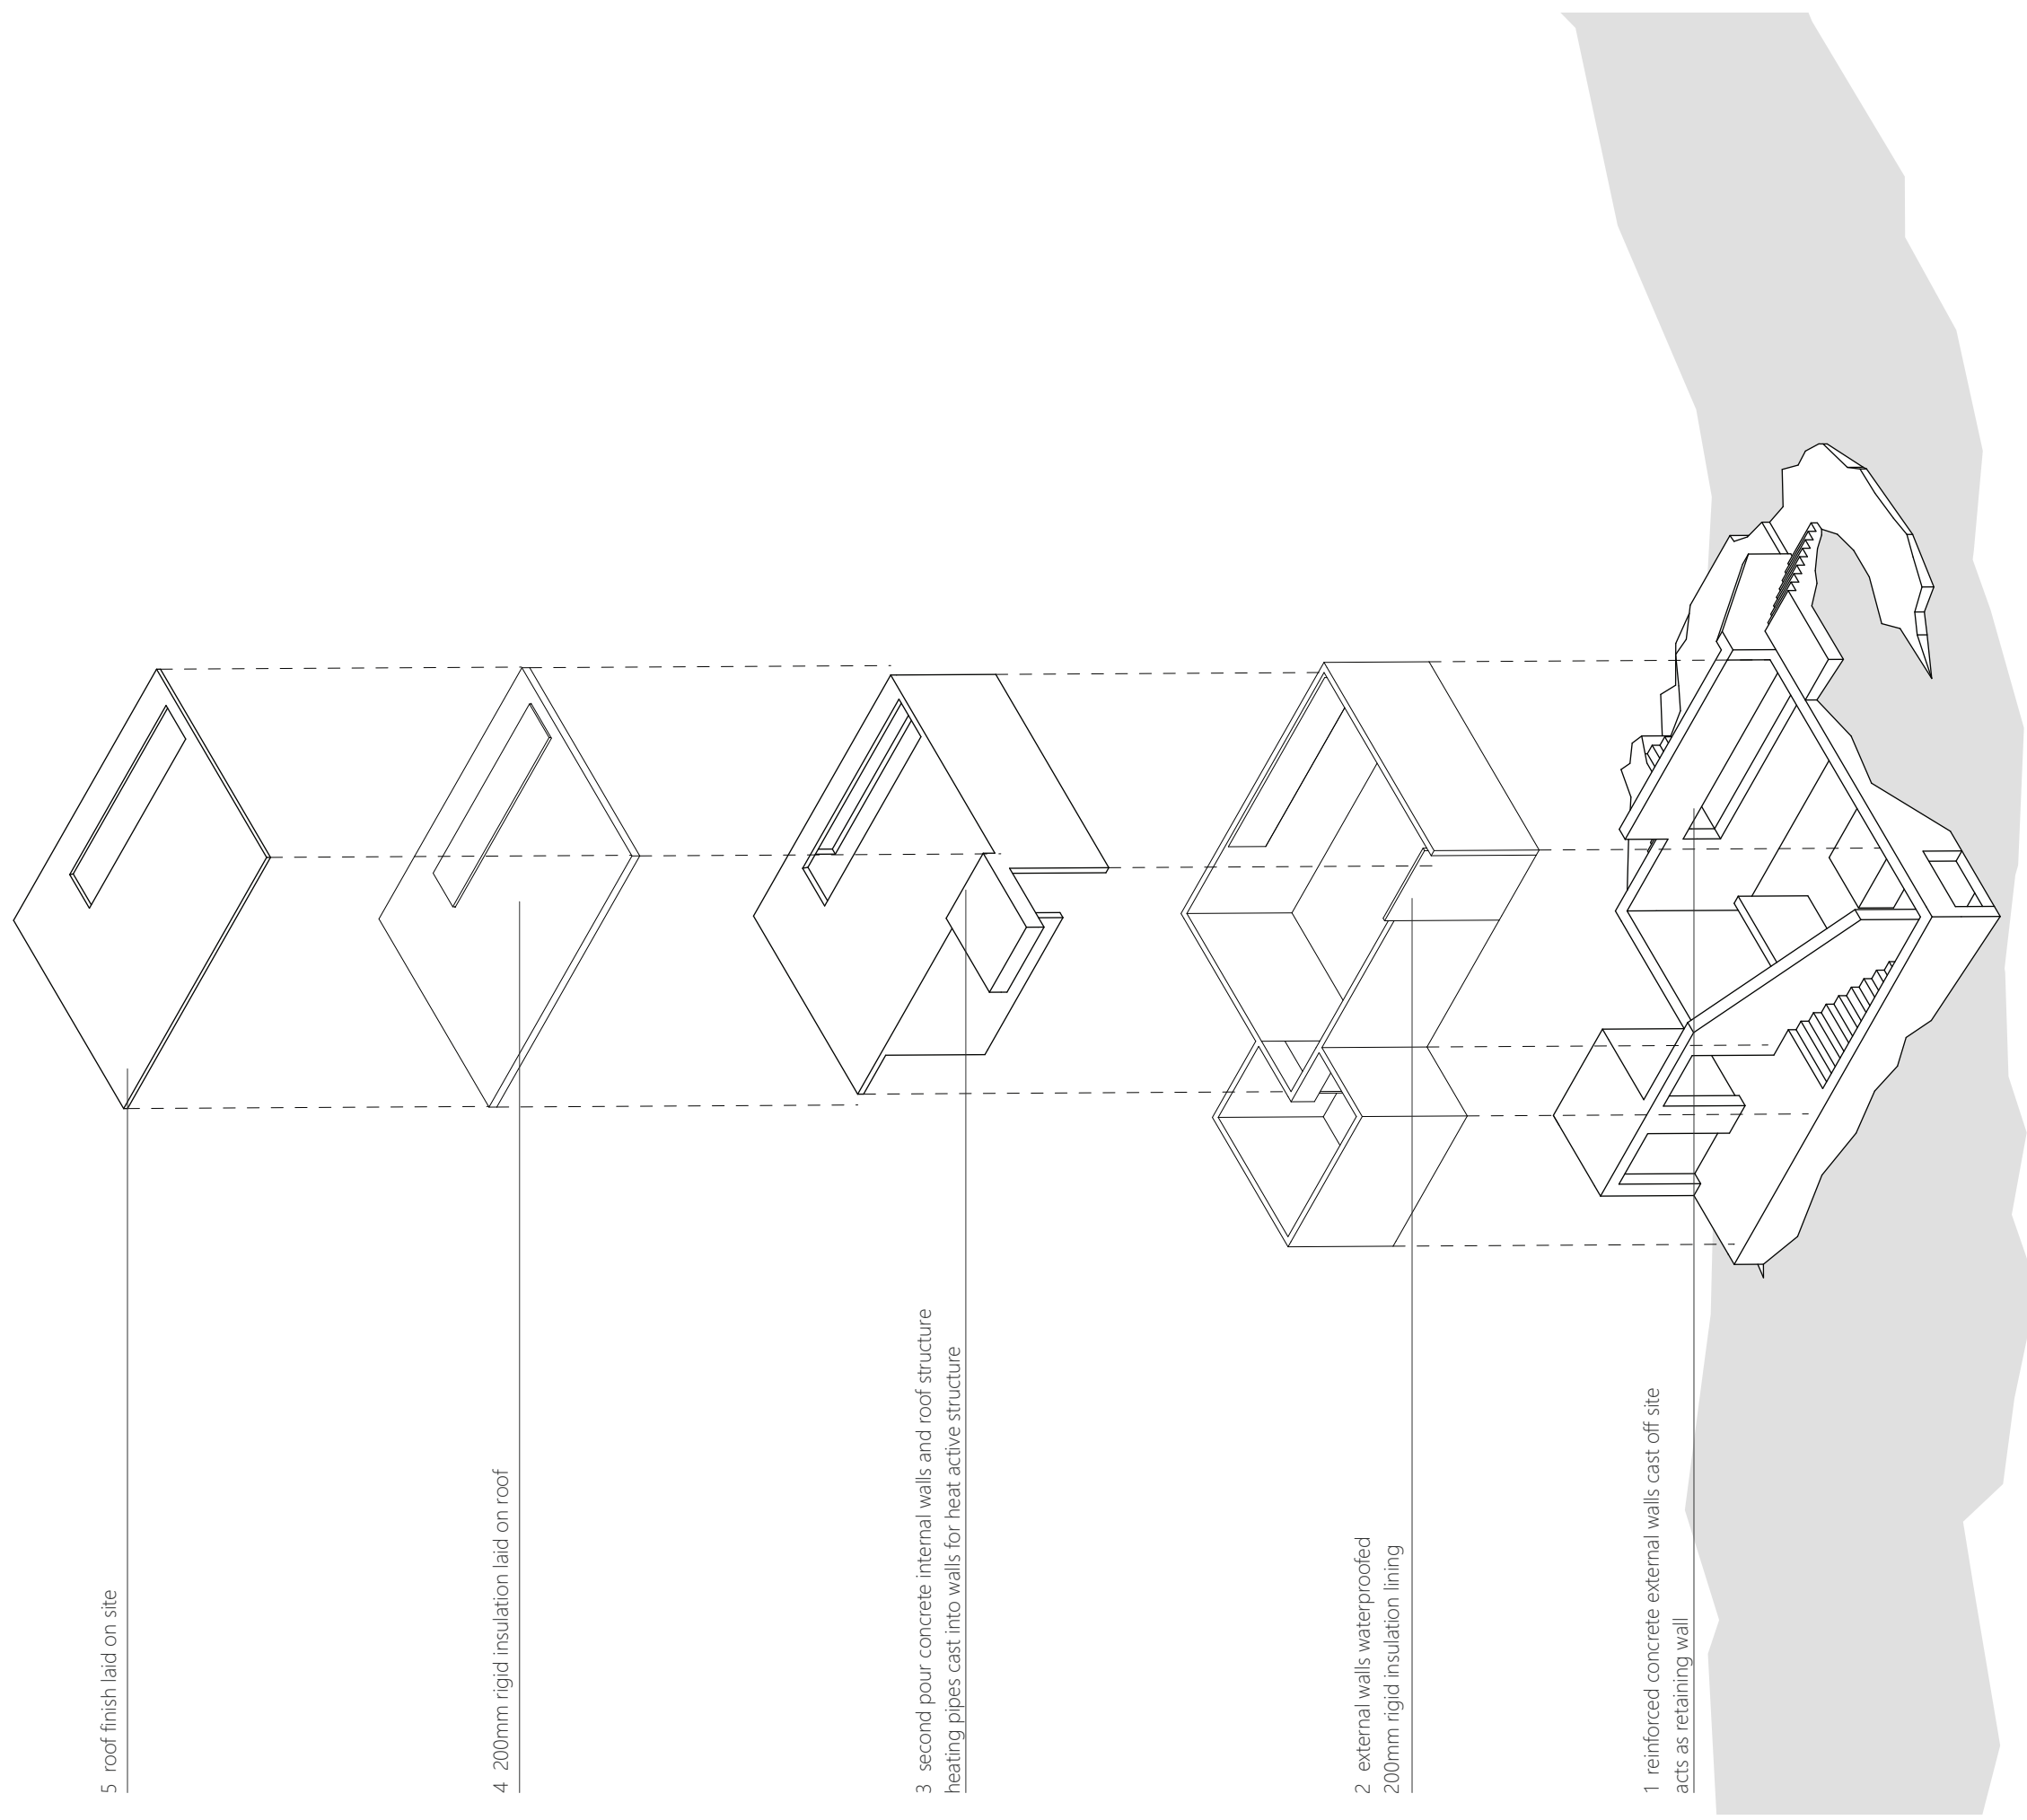 5 roof finish laid on site
4 200mm rigid insulation laid on roof
3 second pour concrete internal walls and roof structure
heating pipes cast into walls for heat active structure
2 external walls waterproofed
200mm rigid insulation lining
1 reinforced concrete external walls cast off site
acts as retaining wall